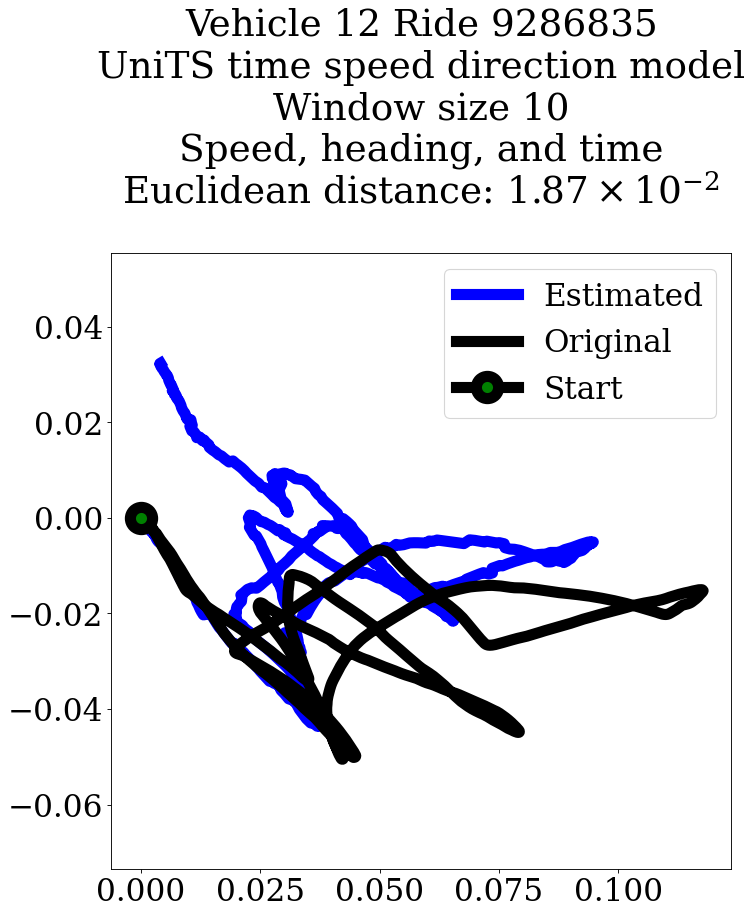 Vehicle 12 Ride 9286835
UniTS time speed direction model
Window size 10
Speed, heading, and time
Euclidean distance: 1.87 × 10⁻²
Estimated
Original
Start
0.04
0.02
0.00
−0.02
−0.04
−0.06
0.000 0.025 0.050 0.075 0.100